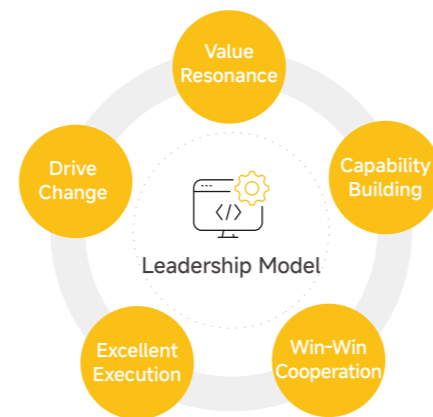 Value
Resonance
Drive
Change
Capability
Building
</>
Leadership Model
Excellent
Execution
Win-Win
Cooperation